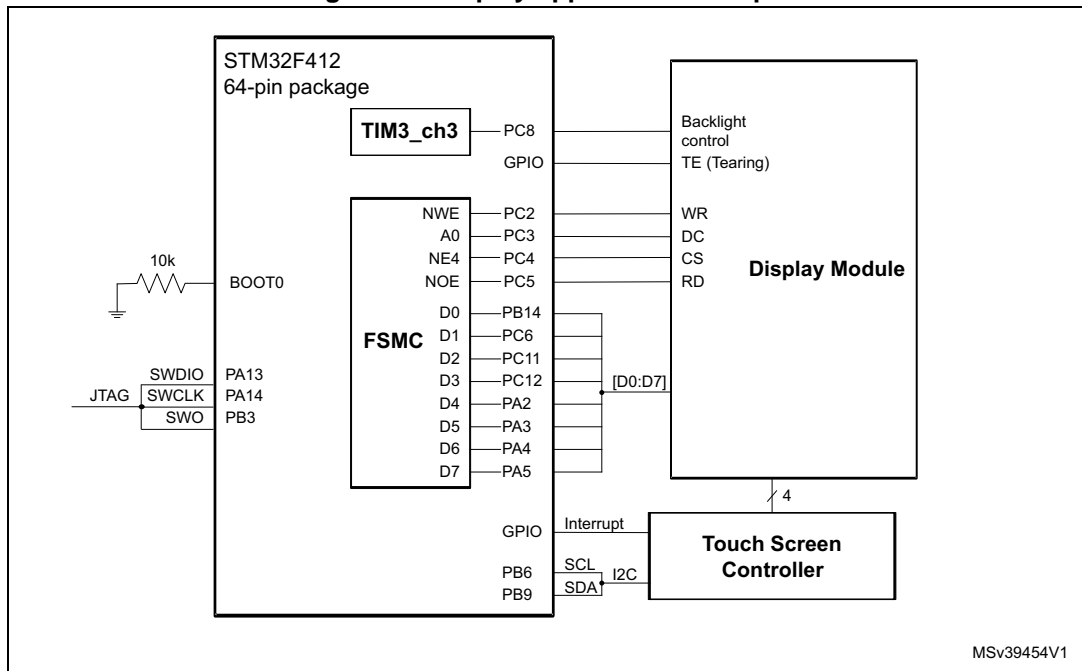 STM32F412
64-pin package
TIM3_ch3
PC8
Backlight
control
GPIO
TE (Tearing)
NWE
PC2
WR
A0
PC3
DC
NE4
PC4
CS
NOE
PC5
RD
Display Module
10k
BOOT0
FSMC
D0
PB14
D1
PC6
D2
PC11
D3
PC12
[D0:D7]
D4
PA2
D5
PA3
D6
PA4
D7
PA5
JTAG
SWDIO
PA13
SWCLK
PA14
SWO
PB3
4
GPIO
Interrupt
Touch Screen
Controller
PB6
SCL
I2C
PB9
SDA
MSv39454V1